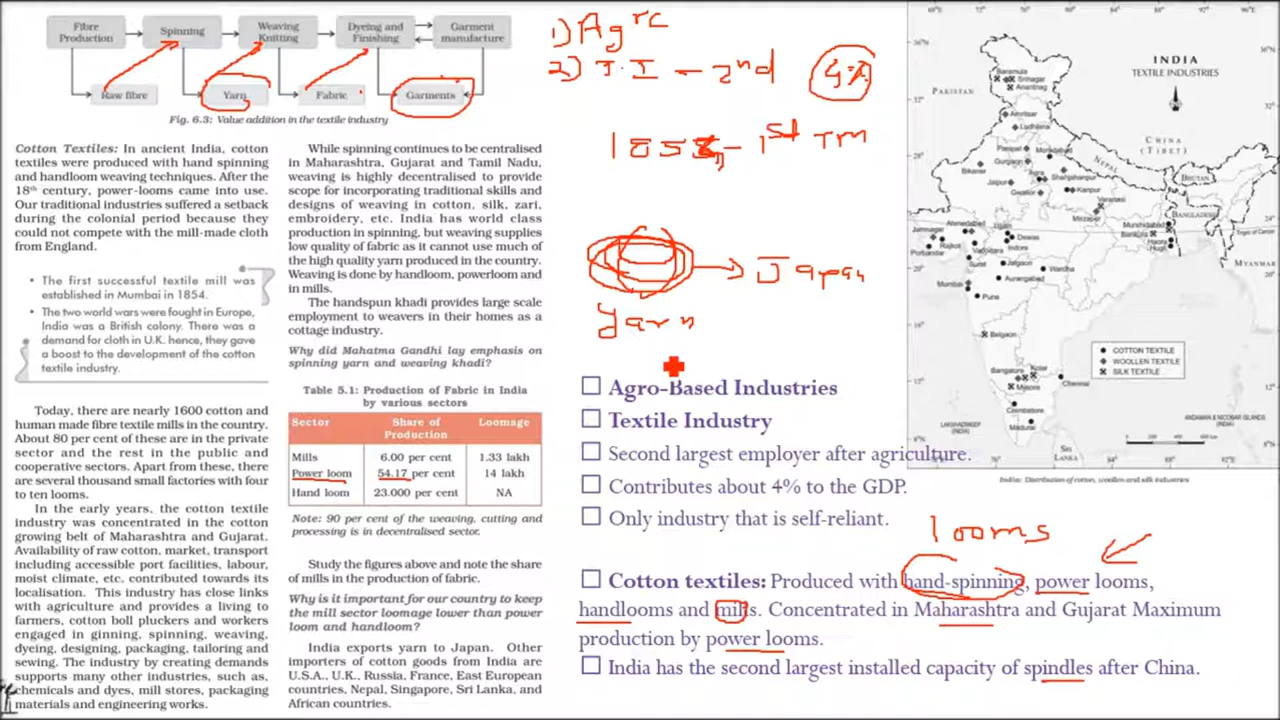 Fibre Production
Spinning
Weaving Knitting
Dyeing and Finishing
Garment manufacture
Raw fibre
Yarn
Fabric
Garments
Fig. 6.3: Value addition in the textile industry
Cotton Textiles: In ancient India, cotton
textiles were produced with hand spinning
and handloom weaving techniques. After the
18th century, power-looms came into use.
Our traditional industries suffered a setback
during the colonial period because they
could not compete with the mill-made cloth
from England.
• The first successful textile mill was
established in Mumbai in 1854.
• The two world wars were fought in Europe,
India was a British colony. There was a
demand for cloth in U.K. hence, they gave
a boost to the development of the cotton
textile industry.
Today, there are nearly 1600 cotton and
human made fibre textile mills in the country.
About 80 per cent of these are in the private
sector and the rest in the public and
cooperative sectors. Apart from these, there
are several thousand small factories with four
to ten looms.
In the early years, the cotton textile
industry was concentrated in the cotton
growing belt of Maharashtra and Gujarat.
Availability of raw cotton, market, transport
including accessible port facilities, labour,
moist climate, etc. contributed towards its
localisation. This industry has close links
with agriculture and provides a living to
farmers, cotton boll pluckers and workers
engaged in ginning, spinning, weaving,
dyeing, designing, packaging, tailoring and
sewing. The industry by creating demands
supports many other industries, such as,
chemicals and dyes, mill stores, packaging
materials and engineering works.
While spinning continues to be centralised
in Maharashtra, Gujarat and Tamil Nadu,
weaving is highly decentralised to provide
scope for incorporating traditional skills and
designs of weaving in cotton, silk, zari,
embroidery, etc. India has world class
production in spinning, but weaving supplies
low quality of fabric as it cannot use much of
the high quality yarn produced in the country.
Weaving is done by handloom, powerloom and
in mills.
The handspun khadi provides large scale
employment to weavers in their homes as a
cottage industry.
Why did Mahatma Gandhi lay emphasis on
spinning yarn and weaving khadi?
Table 5.1: Production of Fabric in India
by various sectors
Sector Share of Production Loomage
Mills 6.00 per cent 1.33 lakh
Power loom 54.17 per cent 14 lakh
Hand loom 23.000 per cent NA
Note: 90 per cent of the weaving, cutting and
processing is in decentralised sector.
Study the figures above and note the share
of mills in the production of fabric.
Why is it important for our country to keep
the mill sector loomage lower than power
loom and handloom?
India exports yarn to Japan. Other
importers of cotton goods from India are
U.S.A., U.K., Russia, France, East European
countries, Nepal, Singapore, Sri Lanka, and
African countries.
1) Agrc
2) T.I – 2nd 4%
1st TM
Japan
Yarn
Agro-Based Industries
Textile Industry
Second largest employer after agriculture.
Contributes about 4% to the GDP.
Only industry that is self-reliant.
looms
Cotton textiles: Produced with hand-spinning, power looms,
handlooms and mills. Concentrated in Maharashtra and Gujarat Maximum
production by power looms.
India has the second largest installed capacity of spindles after China.
INDIA
TEXTILE INDUSTRIES
PAKISTAN
CHINA
(TIBET)
NEPAL
BHUTAN
BANGLADESH
MYANMAR
Tropic of Cancer
Baramula
Srinagar
Anantnag
Amritsar
Ludhiana
Panipat
Moradabad
Gurgaon
Bikaner
Agra
Shahjahanpur
Jaipur
Kanpur
Gwalior
Varanasi
Mirzapur
Murshidabad
Bankura
Haora
Hugli
Jamnagar
Ahmedabad
Ujjain
Dewas
Rajkot
Vadodara
Indore
Porbandar
Surat
Jalgaon
Wardha
Aurangabad
Mumbai
Pune
Belgaon
Bangalore
Kolar
Mysore
Chennai
Coimbatore
Madurai
COTTON TEXTILE
WOOLLEN TEXTILE
SILK TEXTILE
LAKSHADWEEP
(INDIA)
ANDAMAN & NICOBAR ISLANDS
(INDIA)
Sri
LANKA
India: Distribution of cotton, woollen and silk industries